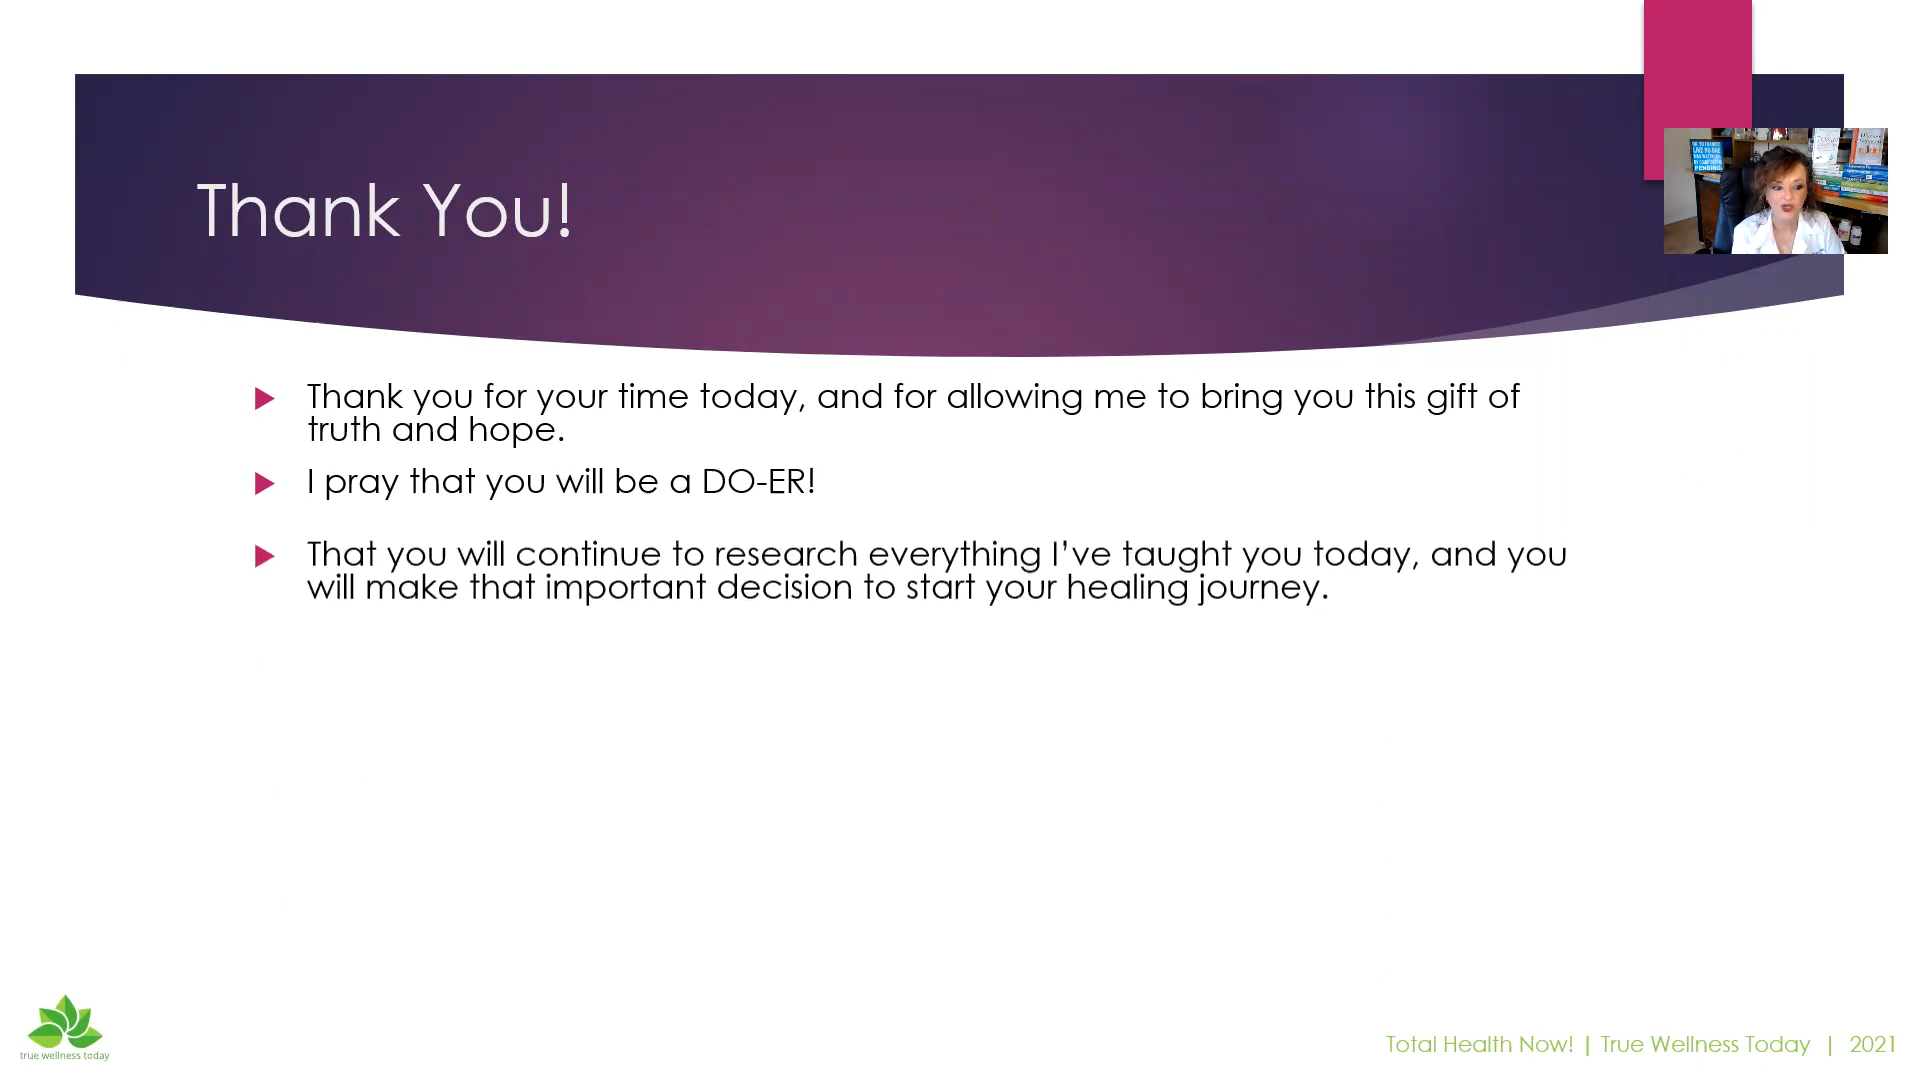 Thank You!
Thank you for your time today, and for allowing me to bring you this gift of
truth and hope.
I pray that you will be a DO-ER!
That you will continue to research everything I’ve taught you today, and you
will make that important decision to start your healing journey.
PENDING.
true wellness today
Total Health Now! | True Wellness Today | 2021